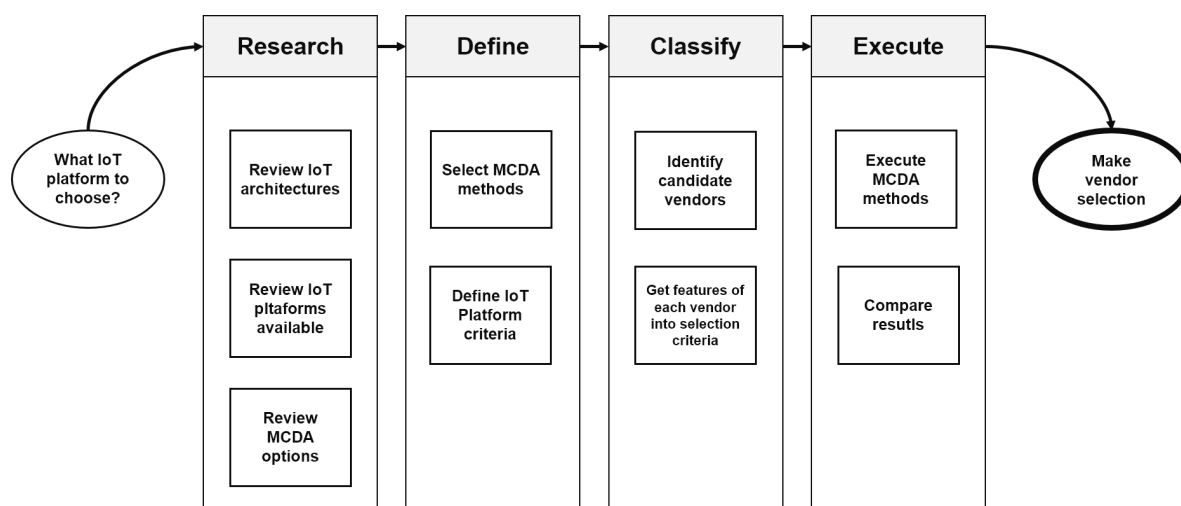 Research
Define
Classify
Execute
What IoT
platform to
choose?
Review IoT
architectures
Review IoT
pltaforms
available
Review
MCDA
options
Select MCDA
methods
Define IoT
Platform
criteria
Identify
candidate
vendors
Get features of
each vendor
into selection
criteria
Execute
MCDA
methods
Compare
resutls
Make
vendor
selection